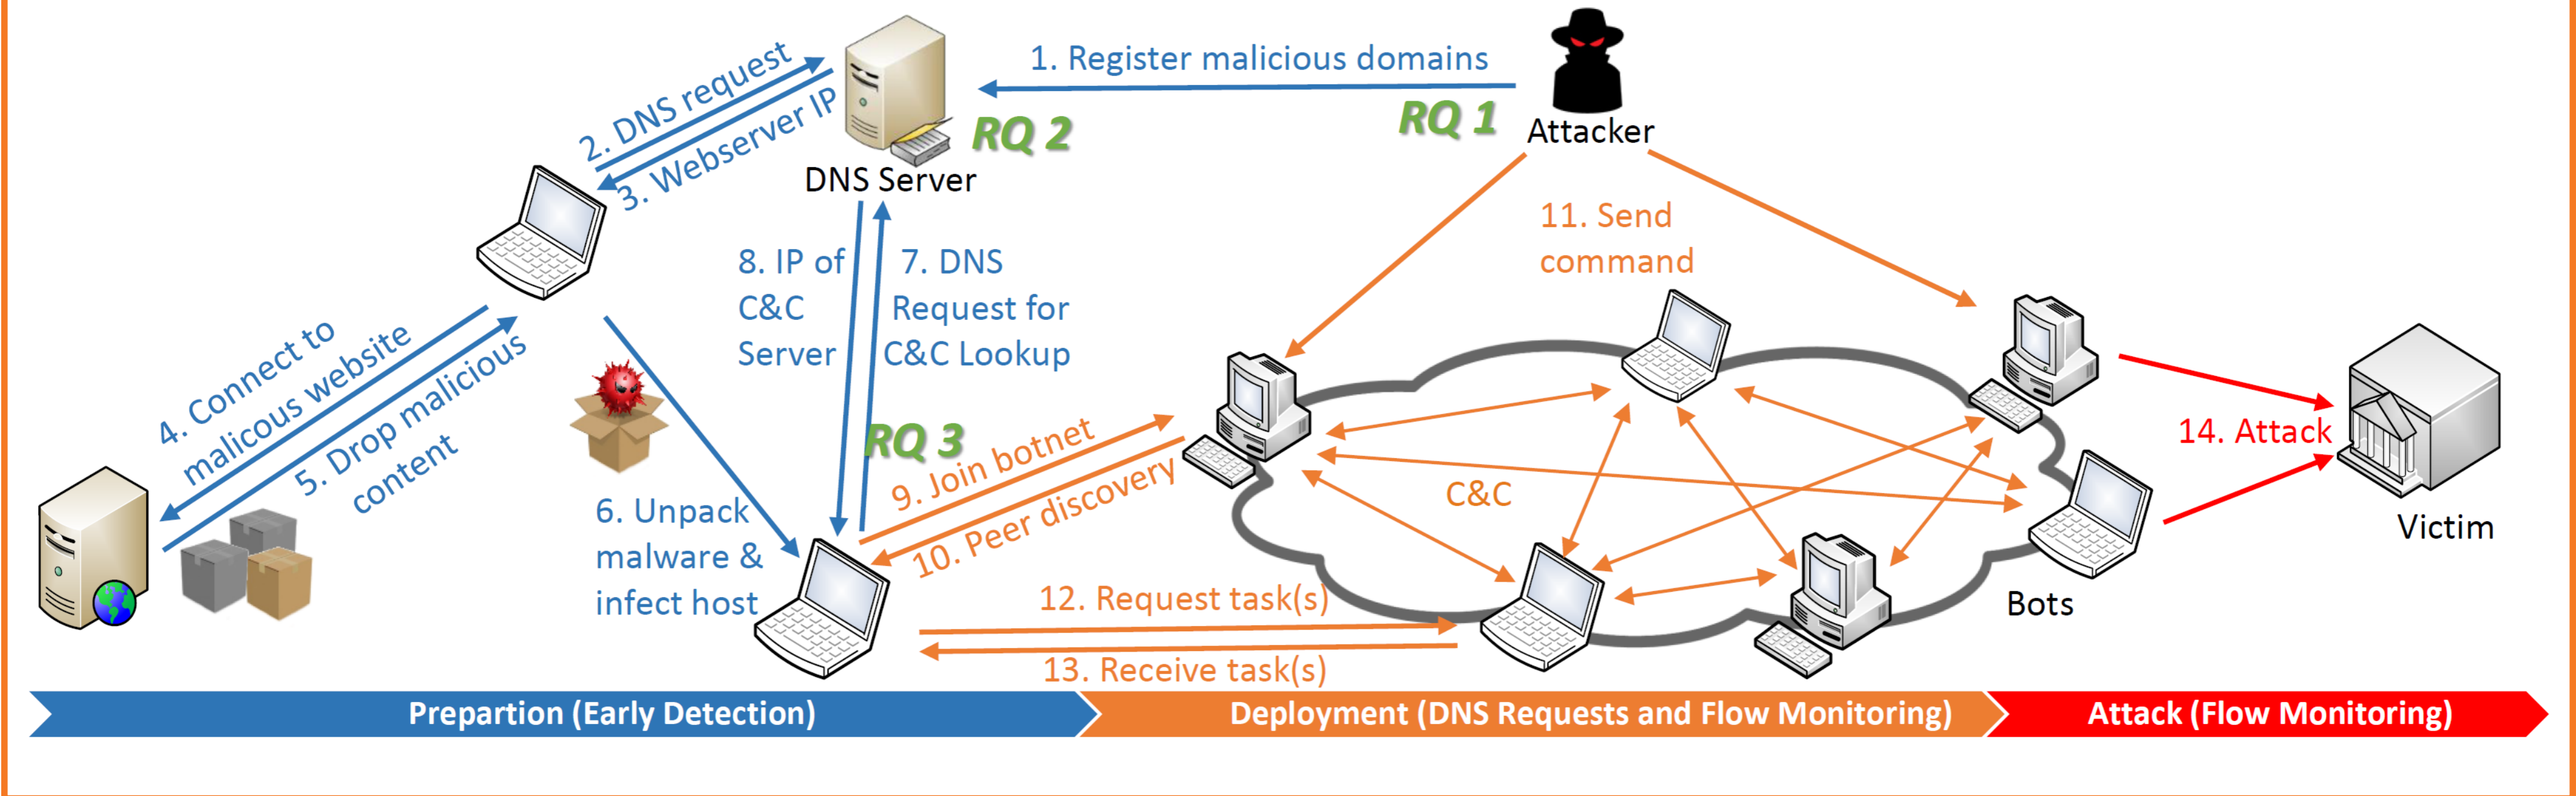 1. Register malicious domains
RQ 1
Attacker
2. DNS request
3. Webserver IP
RQ 2
DNS Server
4. Connect to
malicous website
5. Drop malicious
content
6. Unpack
malware &
infect host
7. DNS
Request for
C&C Lookup
8. IP of
C&C
Server
RQ 3
9. Join botnet
10. Peer discovery
11. Send
command
C&C
12. Request task(s)
13. Receive task(s)
Bots
14. Attack
Victim
Prepartion (Early Detection)
Deployment (DNS Requests and Flow Monitoring)
Attack (Flow Monitoring)